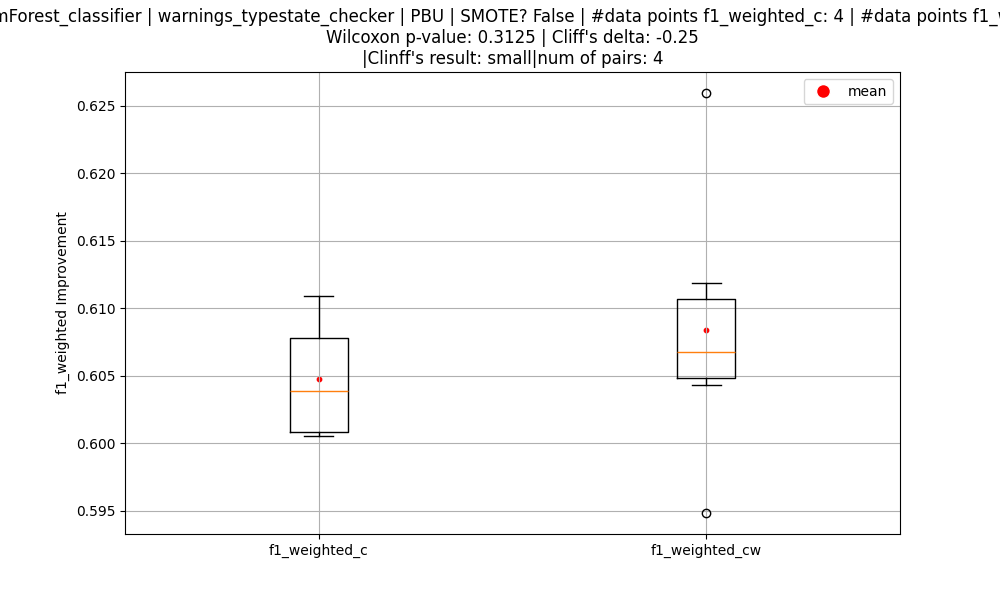 mForest_classifier | warnings_typestate_checker | PBU | SMOTE? False | #data points f1_weighted_c: 4 | #data points f1_w
Wilcoxon p-value: 0.3125 | Cliff's delta: -0.25
|Clinff's result: small|num of pairs: 4
mean
0.625
0.620
0.615
0.610
0.605
0.600
0.595
f1_weighted Improvement
f1_weighted_c
f1_weighted_cw